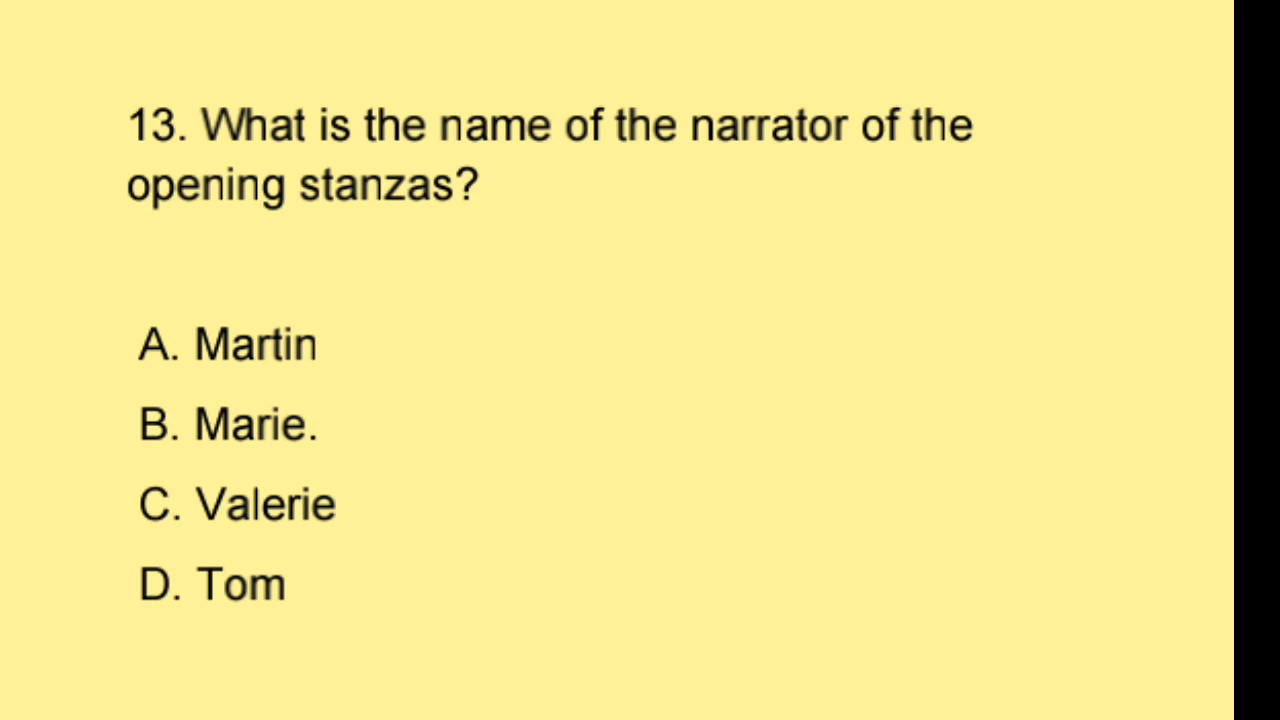 13. What is the name of the narrator of the
opening stanzas?
A. Martin
B. Marie.
C. Valerie
D. Tom